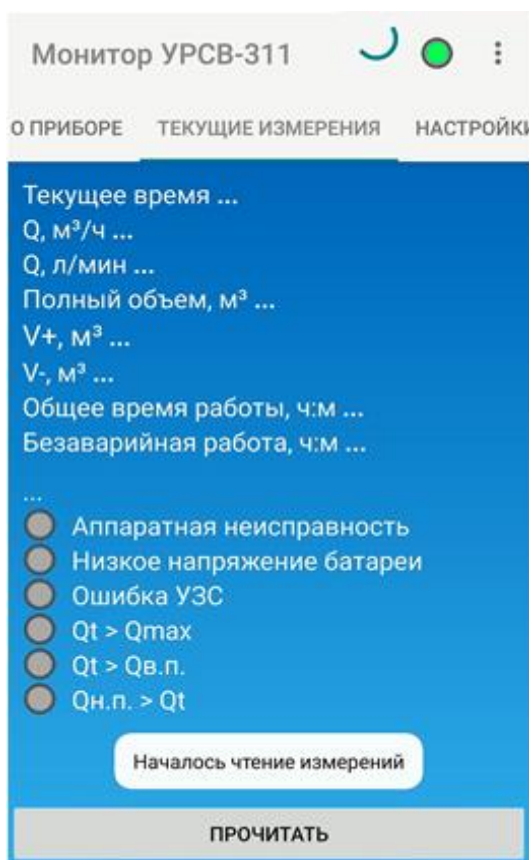 Монитор УРСВ-311
О ПРИБОРЕ ТЕКУЩИЕ ИЗМЕРЕНИЯ НАСТРОЙКИ
Текущее время ...
Q, м³/ч ...
Q, л/мин ...
Полный объем, м³ ...
V+, м³ ...
V-, м³ ...
Общее время работы, ч:м ...
Безаварийная работа, ч:м ...
...
Аппаратная неисправность
Низкое напряжение батареи
Ошибка УЗС
Qt > Qmax
Qt > Qв.п.
Qн.п. > Qt
Началось чтение измерений
ПРОЧИТАТЬ